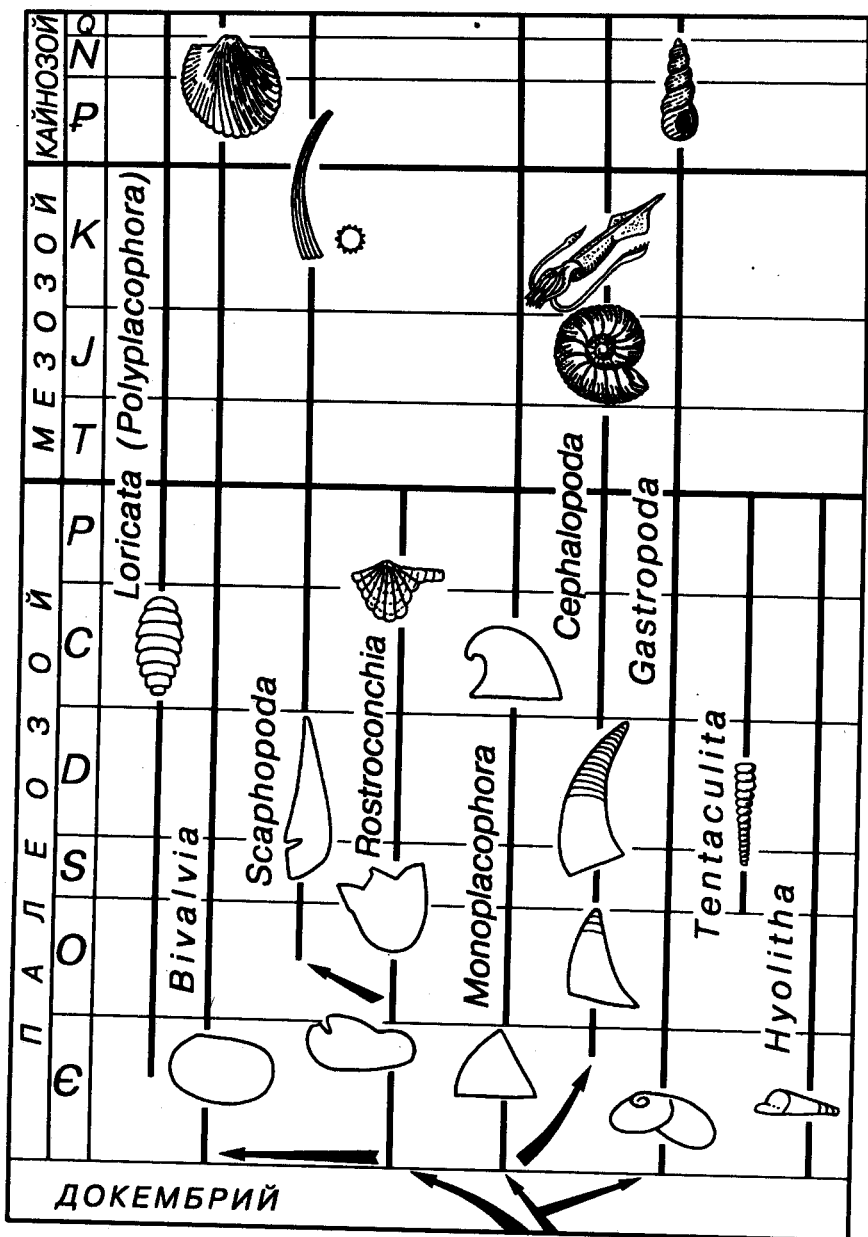 КАЙНОЗОЙ
Q
N
Ᵽ
МЕЗОЗОЙ
K
J
T
ПАЛЕОЗОЙ
P
C
D
S
O
Є
ДОКЕМБРИЙ
Loricata (Polyplacophora)
Bivalvia
Scaphopoda
Rostroconchia
Monoplacophora
Cephalopoda
Gastropoda
Tentaculita
Hyolitha